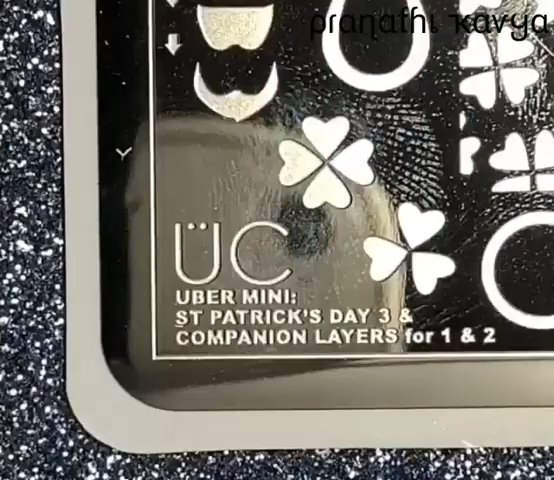 pranathi kavya
ÜC
UBER MINI:
ST PATRICK'S DAY 3 &
COMPANION LAYERS for 1 & 2